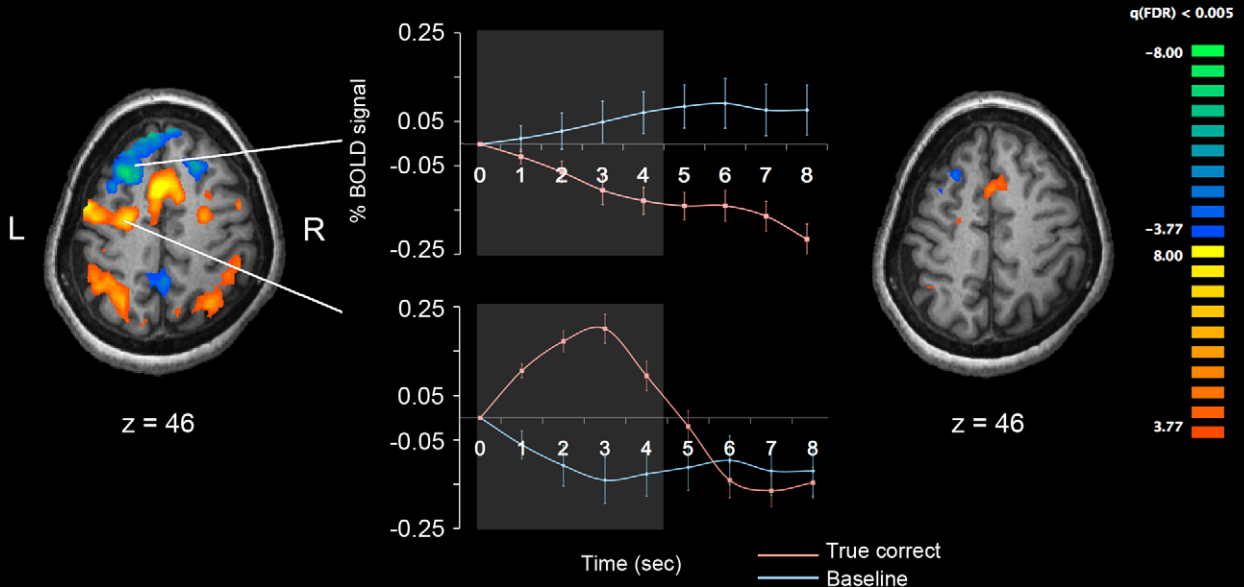 q(FDR) < 0.005
−8.00
−3.77
8.00
3.77
L
R
z = 46
% BOLD signal
0.25
0.05
-0.05
-0.25
0 1 2 3 4 5 6 7 8
0.25
0.05
-0.05
-0.25
0 1 2 3 4 5 6 7 8
Time (sec)
True correct
Baseline
z = 46